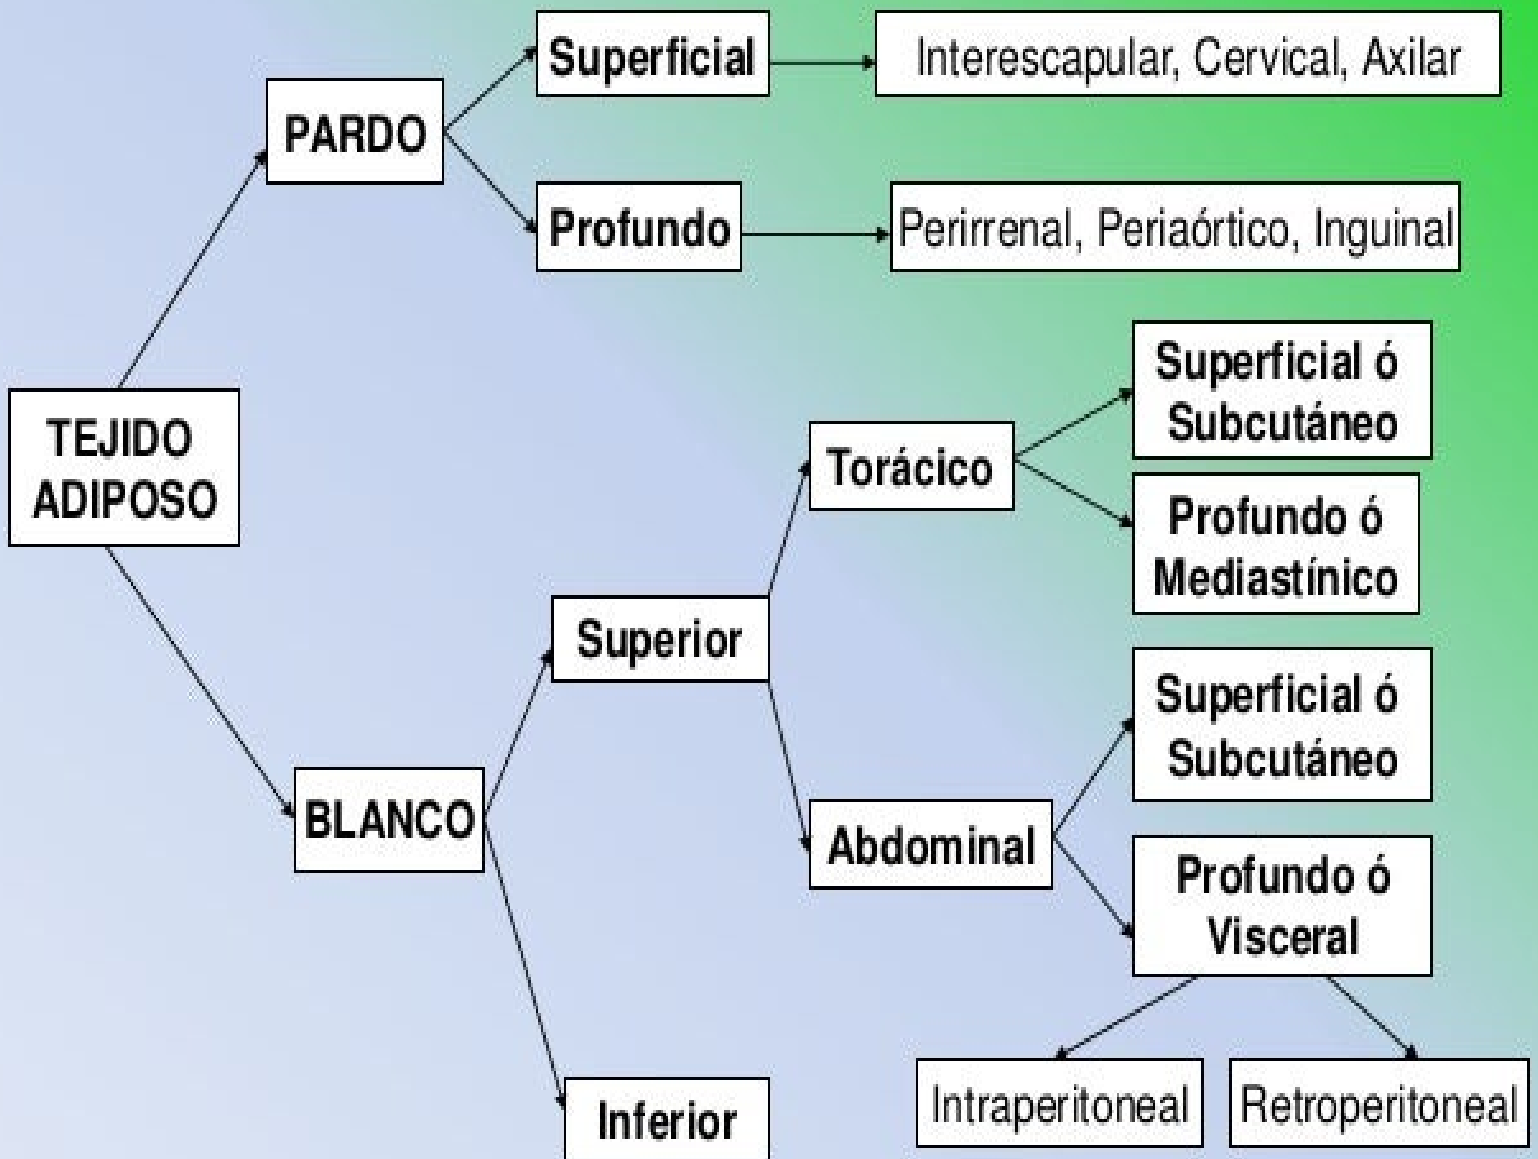 Superficial
Interescapular, Cervical, Axilar
PARDO
Profundo
Perirrenal, Periaórtico, Inguinal
TEJIDO
ADIPOSO
Superficial ó
Subcutáneo
Torácico
Profundo ó
Mediastínico
Superior
Superficial ó
Subcutáneo
BLANCO
Abdominal
Profundo ó
Visceral
Inferior
Intraperitoneal
Retroperitoneal